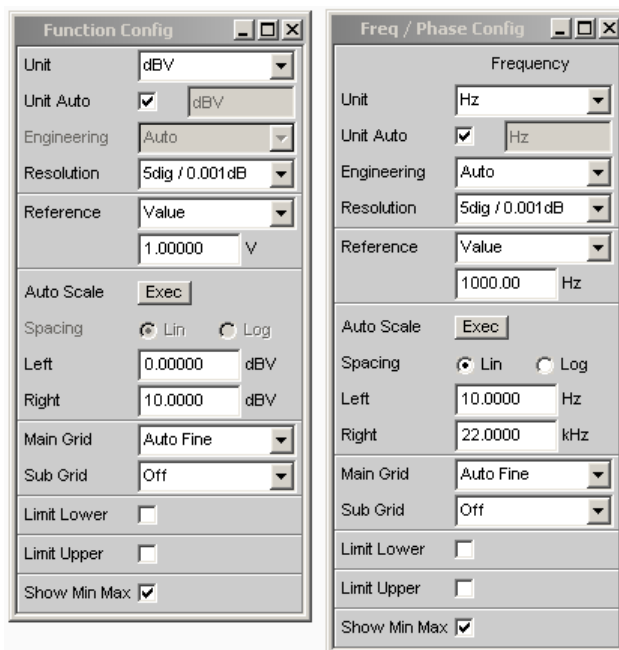 Function Config
Unit dBV
Unit Auto dBV
Engineering Auto
Resolution 5dig / 0.001dB
Reference Value
1.00000 V
Auto Scale Exec
Spacing Lin Log
Left 0.00000 dBV
Right 10.0000 dBV
Main Grid Auto Fine
Sub Grid Off
Limit Lower
Limit Upper
Show Min Max
Freq / Phase Config
Frequency
Unit Hz
Unit Auto Hz
Engineering Auto
Resolution 5dig / 0.001dB
Reference Value
1000.00 Hz
Auto Scale Exec
Spacing Lin Log
Left 10.0000 Hz
Right 22.0000 kHz
Main Grid Auto Fine
Sub Grid Off
Limit Lower
Limit Upper
Show Min Max